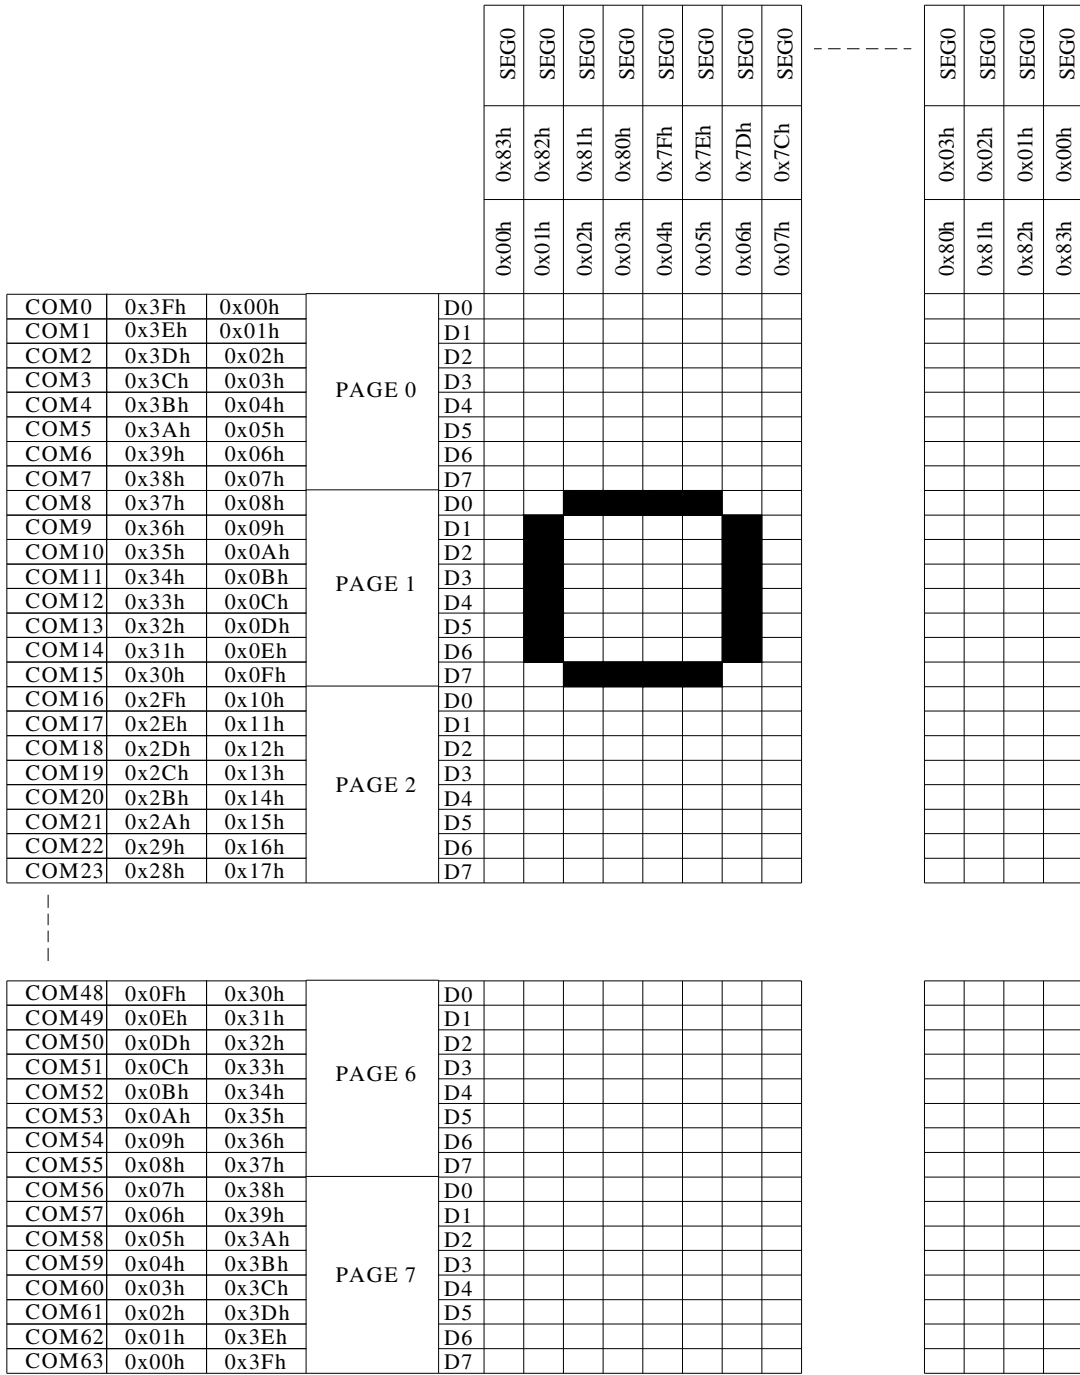 SEG0 SEG0 SEG0 SEG0 SEG0 SEG0 SEG0 SEG0 SEG0 SEG0 SEG0 SEG0
0x83h 0x82h 0x81h 0x80h 0x7Fh 0x7Eh 0x7Dh 0x7Ch 0x03h 0x02h 0x01h 0x00h
0x00h 0x01h 0x02h 0x03h 0x04h 0x05h 0x06h 0x07h 0x80h 0x81h 0x82h 0x83h
COM0 0x3Fh 0x00h D0
COM1 0x3Eh 0x01h D1
COM2 0x3Dh 0x02h D2
COM3 0x3Ch 0x03h PAGE 0 D3
COM4 0x3Bh 0x04h D4
COM5 0x3Ah 0x05h D5
COM6 0x39h 0x06h D6
COM7 0x38h 0x07h D7
COM8 0x37h 0x08h D0
COM9 0x36h 0x09h D1
COM10 0x35h 0x0Ah D2
COM11 0x34h 0x0Bh PAGE 1 D3
COM12 0x33h 0x0Ch D4
COM13 0x32h 0x0Dh D5
COM14 0x31h 0x0Eh D6
COM15 0x30h 0x0Fh D7
COM16 0x2Fh 0x10h D0
COM17 0x2Eh 0x11h D1
COM18 0x2Dh 0x12h D2
COM19 0x2Ch 0x13h PAGE 2 D3
COM20 0x2Bh 0x14h D4
COM21 0x2Ah 0x15h D5
COM22 0x29h 0x16h D6
COM23 0x28h 0x17h D7
COM48 0x0Fh 0x30h D0
COM49 0x0Eh 0x31h D1
COM50 0x0Dh 0x32h D2
COM51 0x0Ch 0x33h PAGE 6 D3
COM52 0x0Bh 0x34h D4
COM53 0x0Ah 0x35h D5
COM54 0x09h 0x36h D6
COM55 0x08h 0x37h D7
COM56 0x07h 0x38h D0
COM57 0x06h 0x39h D1
COM58 0x05h 0x3Ah D2
COM59 0x04h 0x3Bh PAGE 7 D3
COM60 0x03h 0x3Ch D4
COM61 0x02h 0x3Dh D5
COM62 0x01h 0x3Eh D6
COM63 0x00h 0x3Fh D7